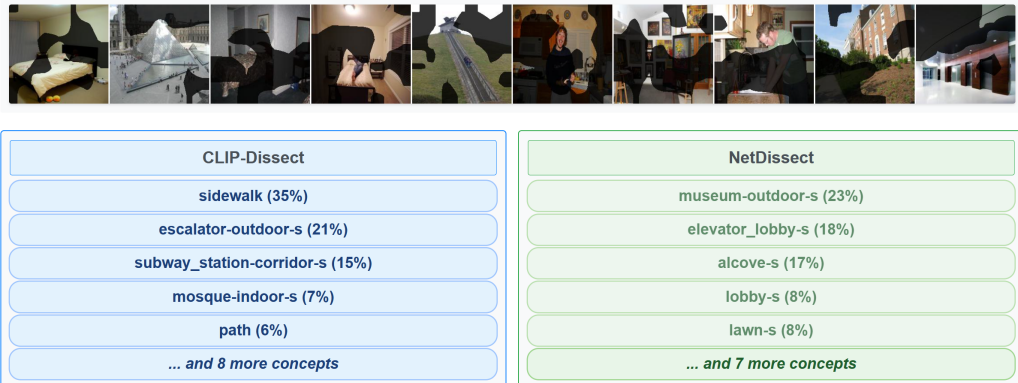 CLIP-Dissect
sidewalk (35%)
escalator-outdoor-s (21%)
subway_station-corridor-s (15%)
mosque-indoor-s (7%)
path (6%)
... and 8 more concepts
NetDissect
museum-outdoor-s (23%)
elevator_lobby-s (18%)
alcove-s (17%)
lobby-s (8%)
lawn-s (8%)
... and 7 more concepts